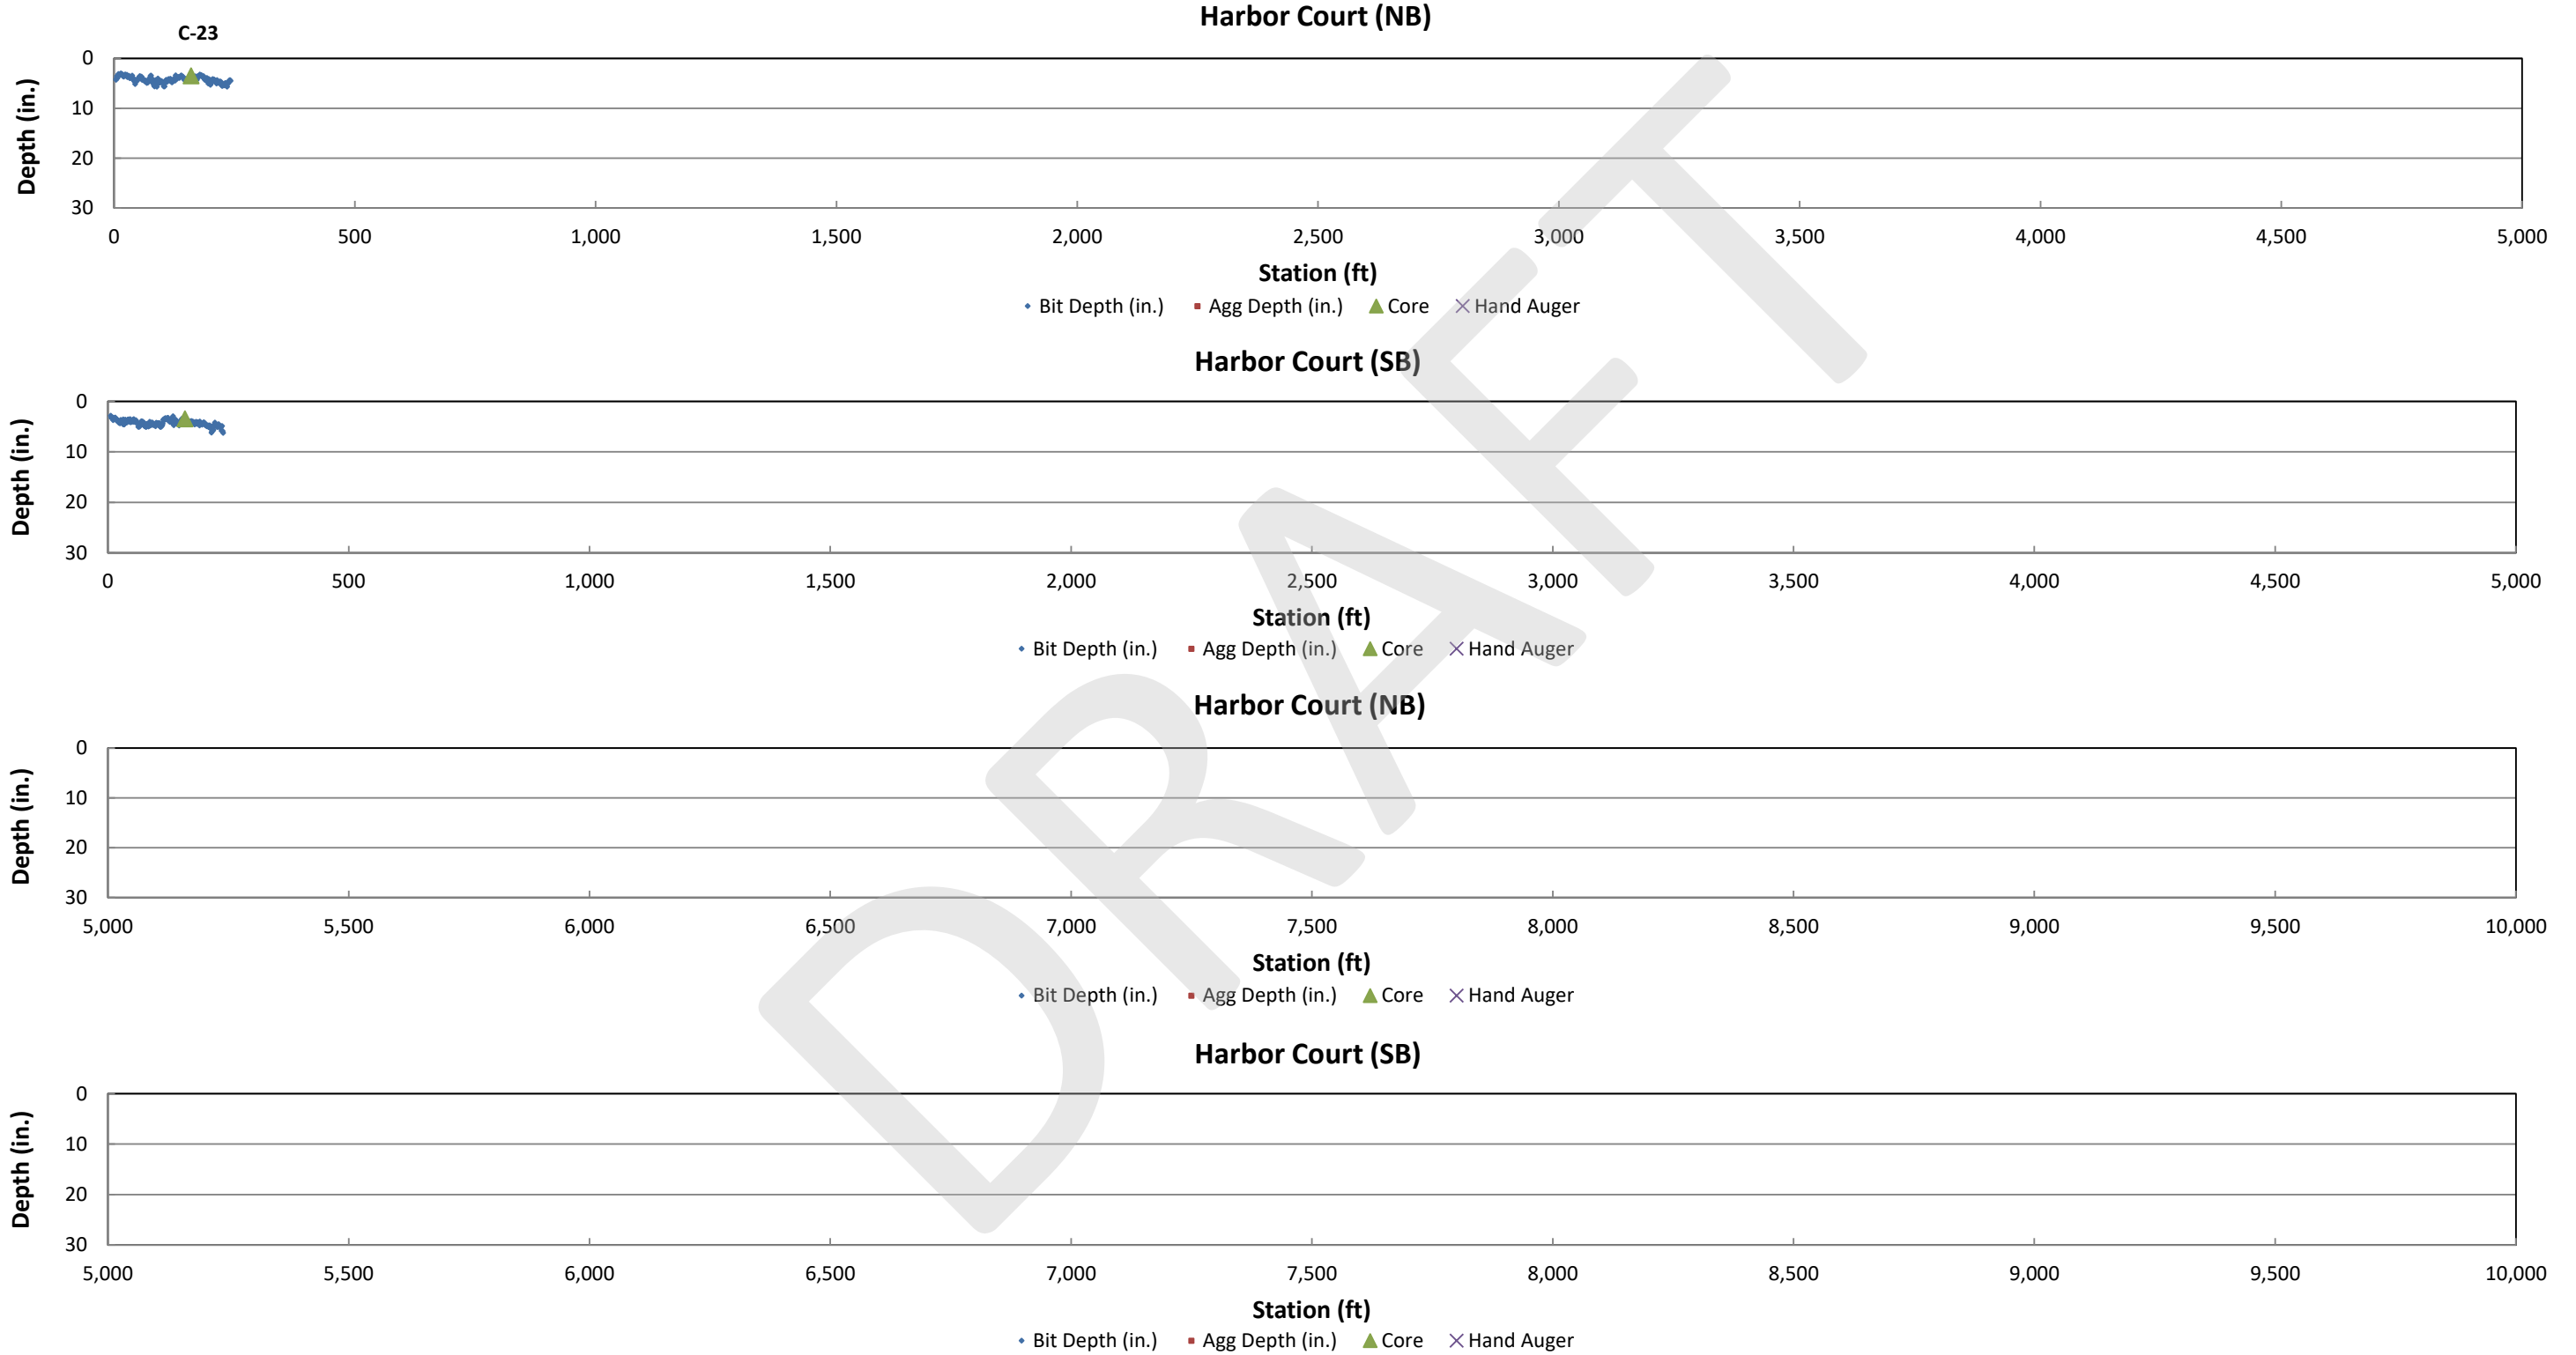 Harbor Court (NB)
C-23
Depth (in.)
0
10
20
30
0 500 1,000 1,500 2,000 2,500 3,000 3,500 4,000 4,500 5,000
Station (ft)
Bit Depth (in.) Agg Depth (in.) Core Hand Auger
Harbor Court (SB)
Depth (in.)
0
10
20
30
0 500 1,000 1,500 2,000 2,500 3,000 3,500 4,000 4,500 5,000
Station (ft)
Bit Depth (in.) Agg Depth (in.) Core Hand Auger
Harbor Court (NB)
Depth (in.)
0
10
20
30
5,000 5,500 6,000 6,500 7,000 7,500 8,000 8,500 9,000 9,500 10,000
Station (ft)
Bit Depth (in.) Agg Depth (in.) Core Hand Auger
Harbor Court (SB)
Depth (in.)
0
10
20
30
5,000 5,500 6,000 6,500 7,000 7,500 8,000 8,500 9,000 9,500 10,000
Station (ft)
Bit Depth (in.) Agg Depth (in.) Core Hand Auger
DRAFT